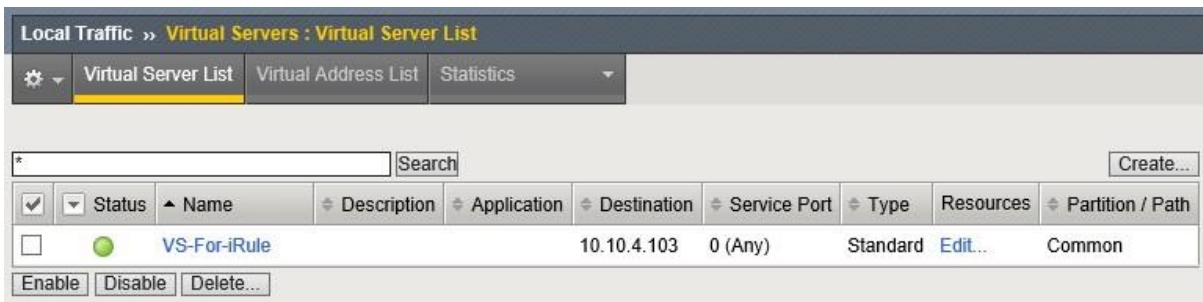 Local Traffic » Virtual Servers : Virtual Server List
Virtual Server List Virtual Address List Statistics
* Search Create...
Status Name Description Application Destination Service Port Type Resources Partition / Path
VS-For-iRule 10.10.4.103 0 (Any) Standard Edit... Common
Enable Disable Delete...